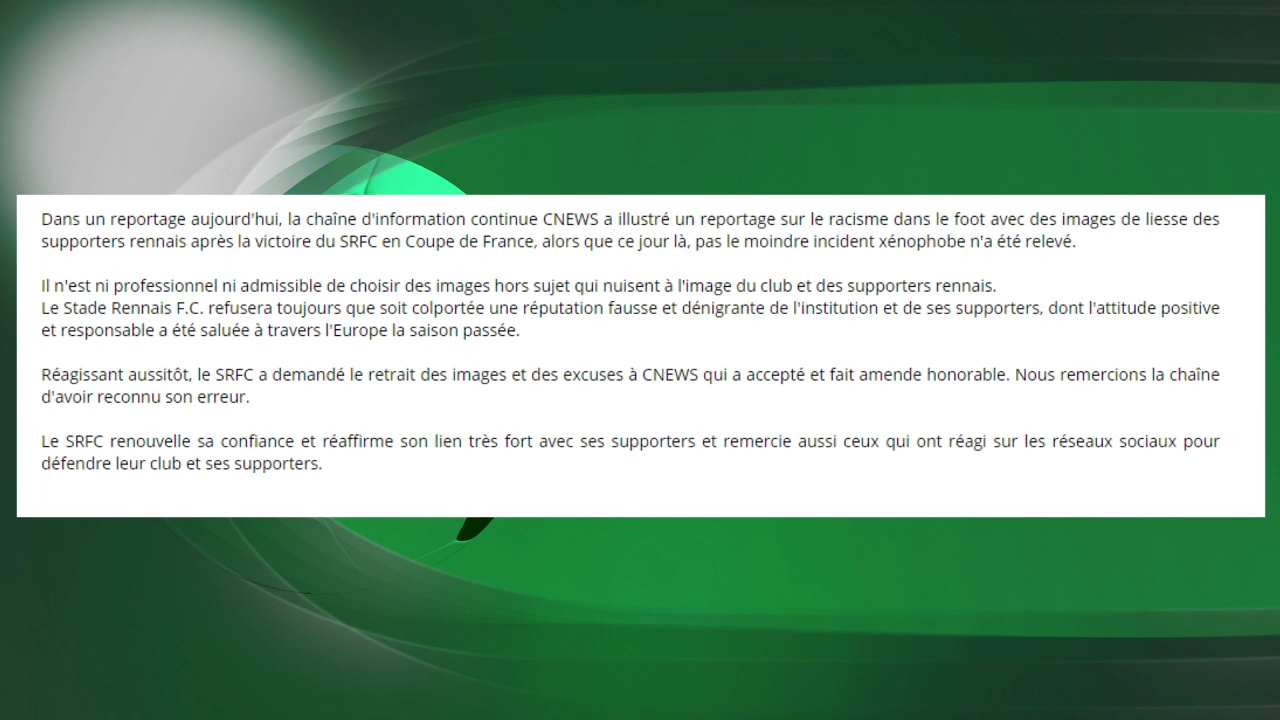 Dans un reportage aujourd'hui, la chaîne d'information continue CNEWS a illustré un reportage sur le racisme dans le foot avec des images de liesse des
supporters rennais après la victoire du SRFC en Coupe de France, alors que ce jour là, pas le moindre incident xénophobe n'a été relevé.
Il n'est ni professionnel ni admissible de choisir des images hors sujet qui nuisent à l'image du club et des supporters rennais.
Le Stade Rennais F.C. refusera toujours que soit colportée une réputation fausse et dénigrante de l'institution et de ses supporters, dont l'attitude positive
et responsable a été saluée à travers l'Europe la saison passée.
Réagissant aussitôt, le SRFC a demandé le retrait des images et des excuses à CNEWS qui a accepté et fait amende honorable. Nous remercions la chaîne
d'avoir reconnu son erreur.
Le SRFC renouvelle sa confiance et réaffirme son lien très fort avec ses supporters et remercie aussi ceux qui ont réagi sur les réseaux sociaux pour
défendre leur club et ses supporters.